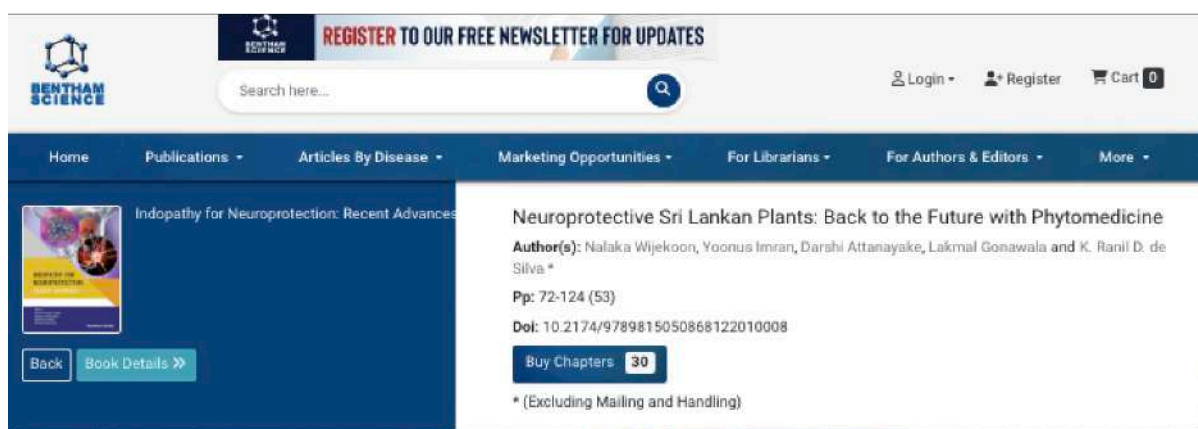 BENTHAM
SCIENCE
BENTHAM
SCIENCE
REGISTER TO OUR FREE NEWSLETTER FOR UPDATES
Search here...
Login
Register
Cart 0
Home
Publications
Articles By Disease
Marketing Opportunities
For Librarians
For Authors & Editors
More
Indopathy for Neuroprotection: Recent Advances
Back
Book Details »
Neuroprotective Sri Lankan Plants: Back to the Future with Phytomedicine
Author(s): Nalaka Wijekoon, Yoonus Imran, Darshi Attanayake, Lakmal Gonawala and K. Ranil D. de
Silva *
Pp: 72-124 (53)
Doi: 10.2174/9789815050868122010008
Buy Chapters 30
* (Excluding Mailing and Handling)